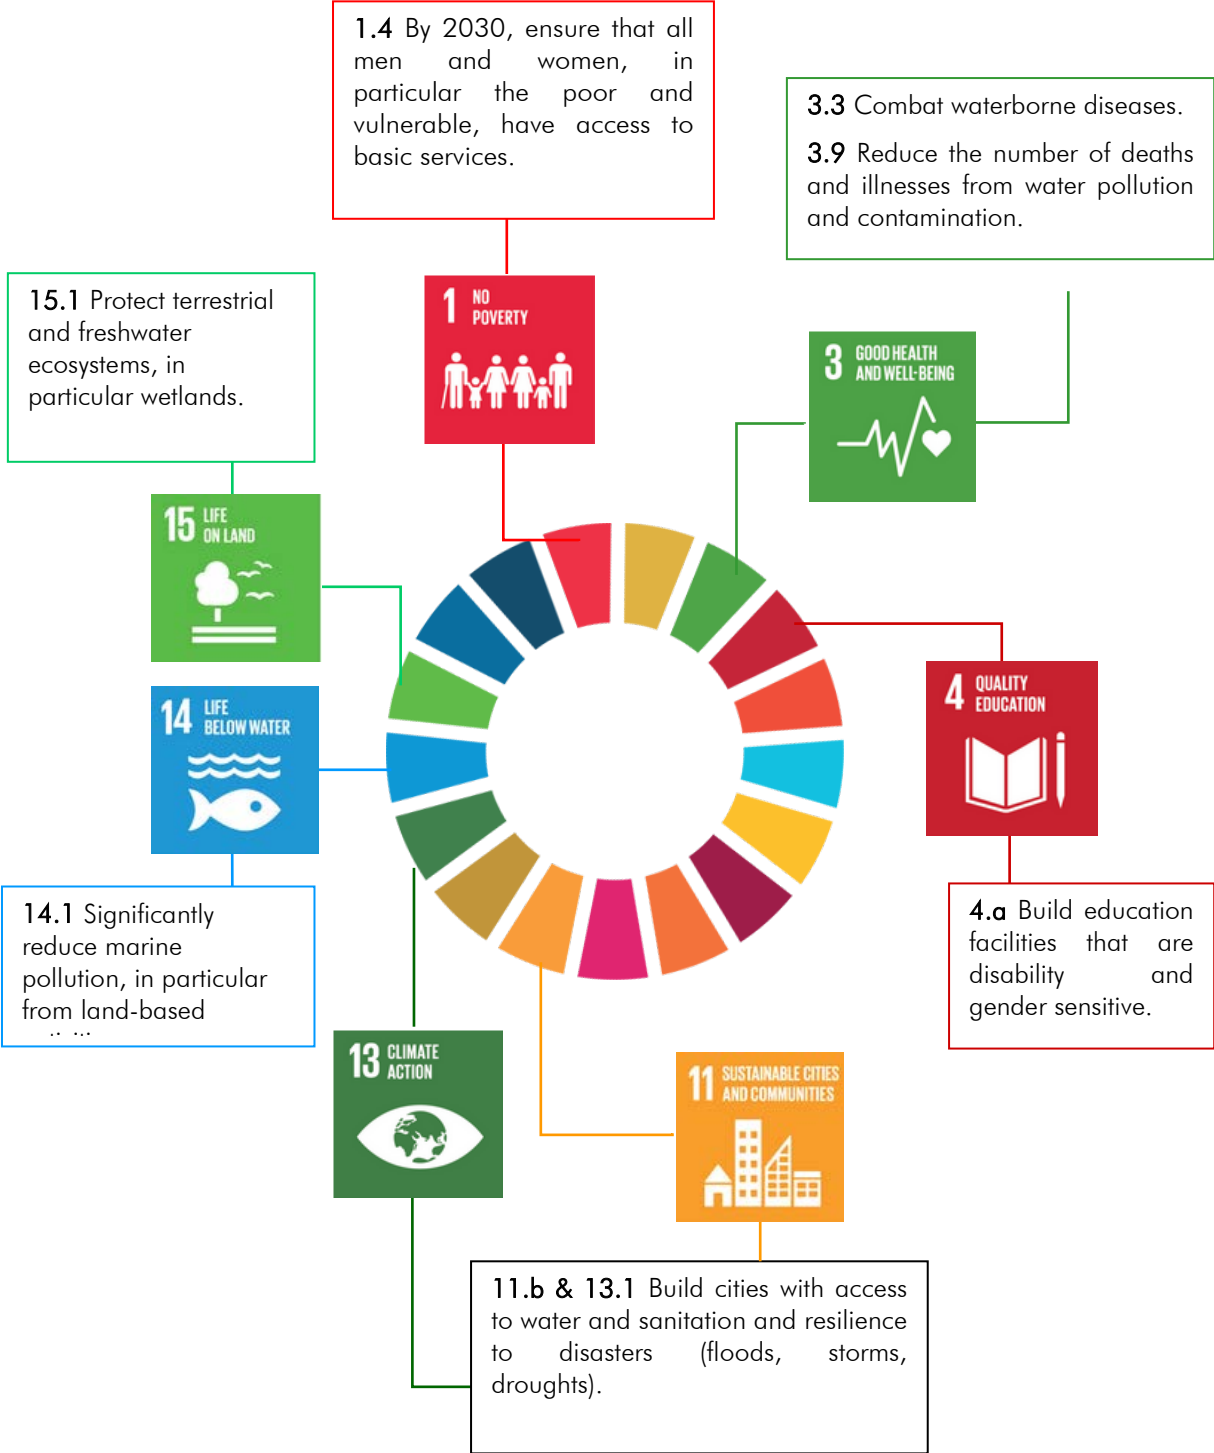 1.4 By 2030, ensure that all
men and women, in
particular the poor and
vulnerable, have access to
basic services.
3.3 Combat waterborne diseases.
3.9 Reduce the number of deaths
and illnesses from water pollution
and contamination.
15.1 Protect terrestrial
and freshwater
ecosystems, in
particular wetlands.
1 NO
POVERTY
3 GOOD HEALTH
AND WELL-BEING
15 LIFE
ON LAND
4 QUALITY
EDUCATION
14 LIFE
BELOW WATER
14.1 Significantly
reduce marine
pollution, in particular
from land-based
4.a Build education
facilities that are
disability and
gender sensitive.
13 CLIMATE
ACTION
11 SUSTAINABLE CITIES
AND COMMUNITIES
11.b & 13.1 Build cities with access
to water and sanitation and resilience
to disasters (floods, storms,
droughts).